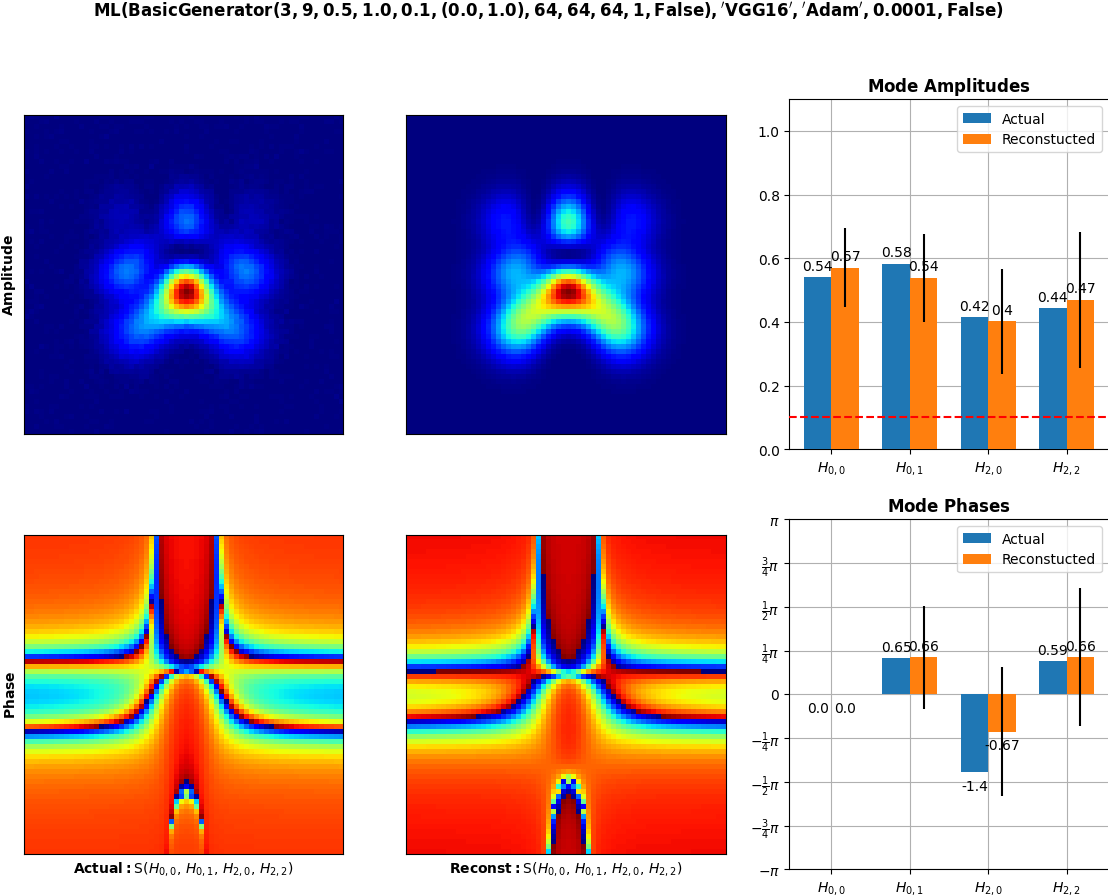 ML(BasicGenerator(3, 9, 0.5, 1.0, 0.1, (0.0, 1.0), 64, 64, 64, 1, False), ′VGG16′, ′Adam′, 0.0001, False)
Mode Amplitudes
Amplitude
Actual
Reconstucted
1.0
0.8
0.6
0.4
0.2
0.0
0.54 0.57 0.58 0.54 0.42 0.4 0.44 0.47
H0,0 H0,1 H2,0 H2,2
Mode Phases
Phase
Actual
Reconstucted
π
3/4π
1/2π
1/4π
0
−1/4π
−1/2π
−3/4π
−π
0.0 0.0 0.65 0.66 -1.4 -0.67 0.59 0.66
H0,0 H0,1 H2,0 H2,2
Actual: S(H0,0, H0,1, H2,0, H2,2)
Reconst: S(H0,0, H0,1, H2,0, H2,2)